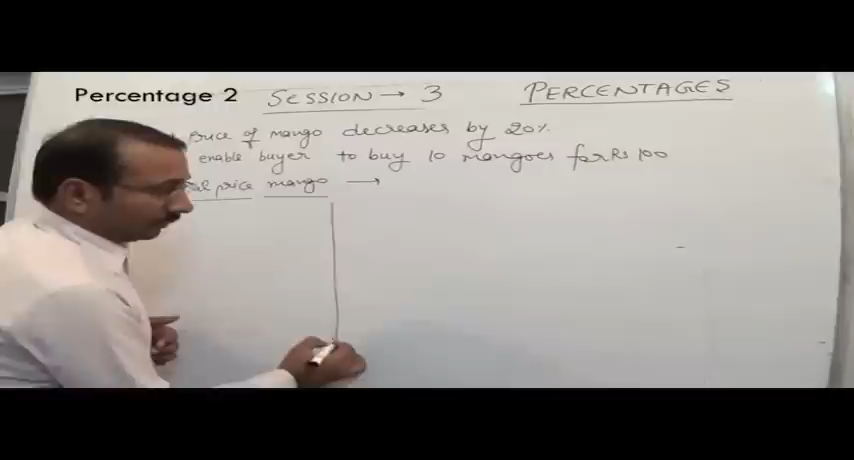 Percentage 2 SESSION → 3 PERCENTAGES
price of mango decreases by 20%.
enable buyer to buy 10 mangoes for Rs 100
price mango →